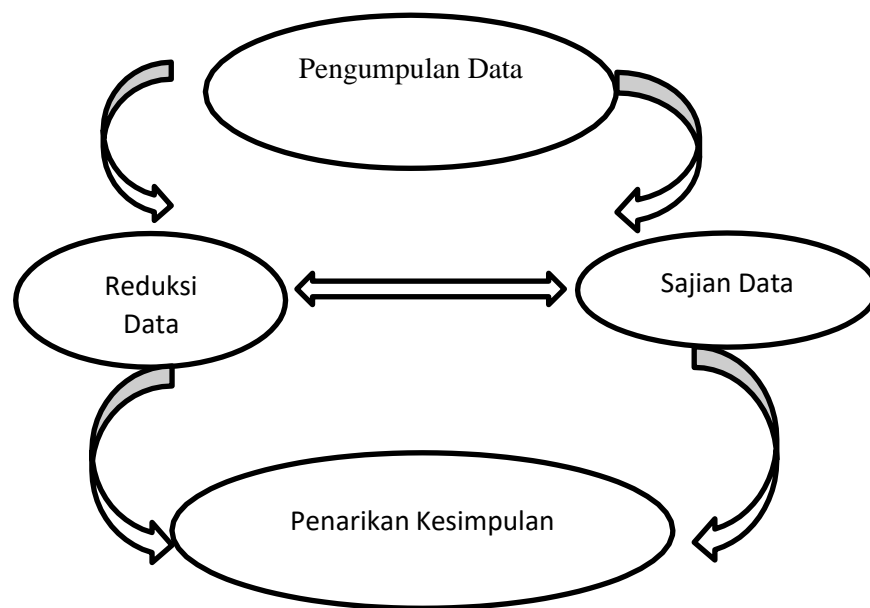 Pengumpulan Data
Reduksi
Data
Sajian Data
Penarikan Kesimpulan